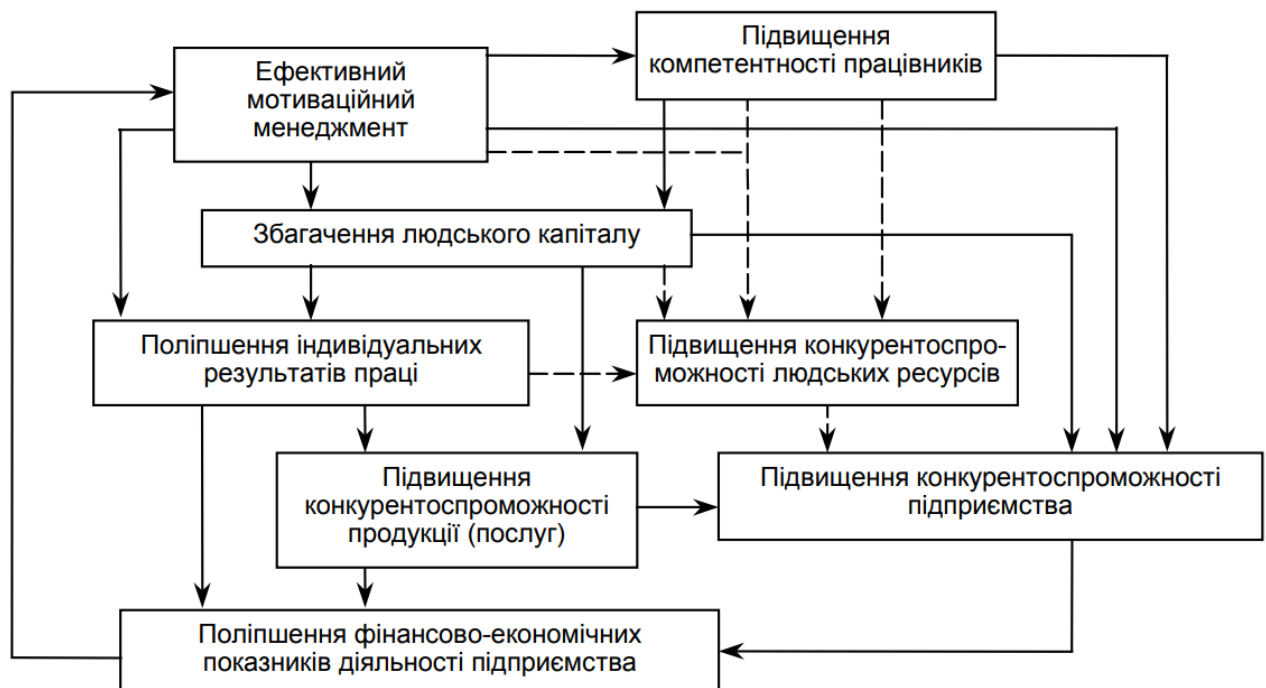 Підвищення
компетентності працівників
Ефективний
мотиваційний
менеджмент
Збагачення людського капіталу
Поліпшення індивідуальних
результатів праці
Підвищення конкурентоспро-
можності людських ресурсів
Підвищення
конкурентоспроможності
продукції (послуг)
Підвищення конкурентоспроможності
підприємства
Поліпшення фінансово-економічних
показників діяльності підприємства